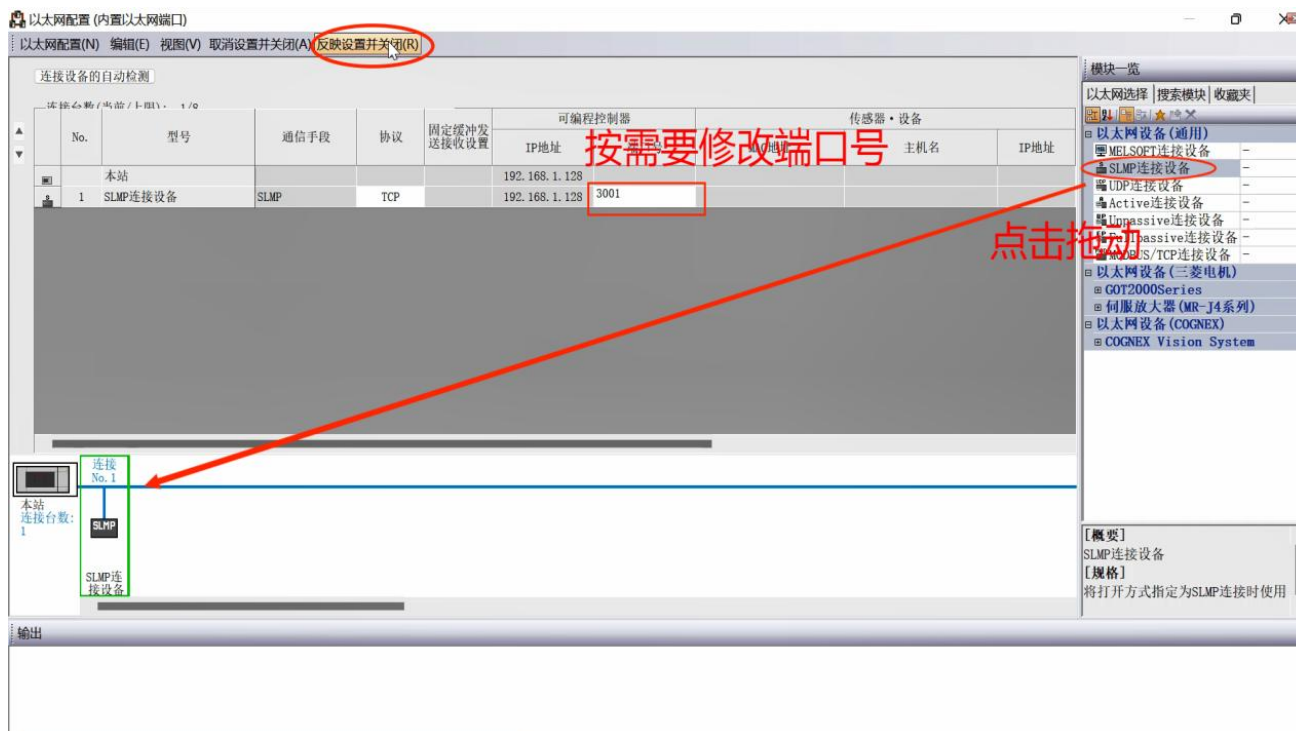 以太网配置 (内置以太网端口)
以太网配置(N) 编辑(E) 视图(V) 取消设置并关闭(A) 反映设置并关闭(R)
连接设备的自动检测
连接台数(当前/上限): 1/8
可编程控制器 传感器・设备
No. 型号 通信手段 协议 固定缓冲发
送接收设置 IP地址 主机名 IP地址
按需要修改端口号
本站 192.168.1.128
1 SLMP连接设备 SLMP TCP 192.168.1.128 3001
点击拖动
连接
No.1
本站
连接台数:
1
SLMP
SLMP连
接设备
模块一览
以太网选择 搜索模块 收藏夹
以太网设备(通用)
MELSOFT连接设备 -
SLMP连接设备 -
UDP连接设备 -
Active连接设备 -
Unpassive连接设备 -
Fullpassive连接设备 -
MODBUS/TCP连接设备 -
以太网设备(三菱电机)
GOT2000Series
伺服放大器(MR-J4系列)
以太网设备(COGNEX)
COGNEX Vision System
[概要]
SLMP连接设备
[规格]
将打开方式指定为SLMP连接时使用
输出